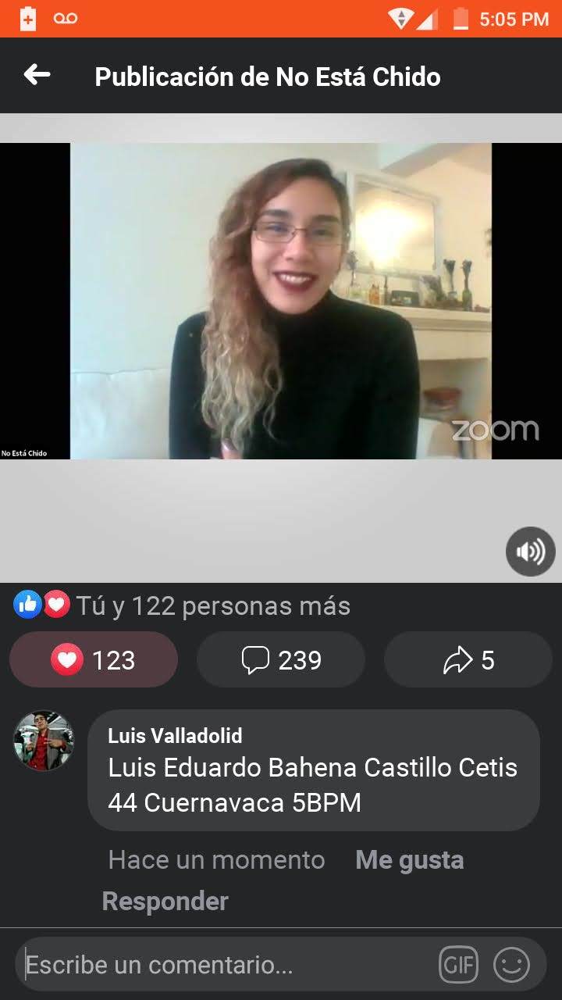 5:05 PM
Publicación de No Está Chido
zoom
No Está Chido
Tú y 122 personas más
123 239 5
Luis Valladolid
Luis Eduardo Bahena Castillo Cetis
44 Cuernavaca 5BPM
Hace un momento Me gusta
Responder
Escribe un comentario... GIF